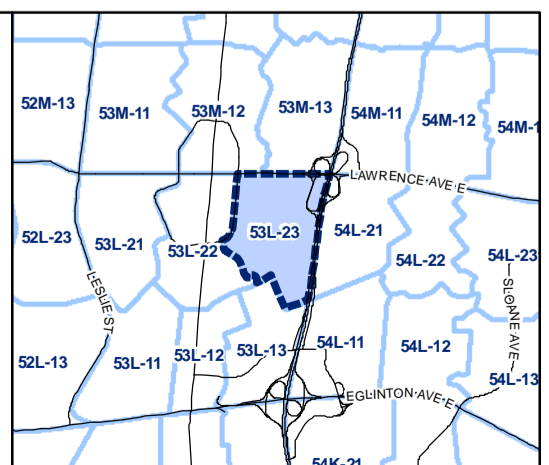 52M-13
53M-11
53M-12
53M-13
54M-11
54M-12
54M-1
LAWRENCE AVE E
52L-23
53L-21
53L-22
53L-23
54L-21
54L-22
54L-23
LESLIE ST
SLOANE AVE
52L-13
53L-11
53L-12
53L-13
54L-11
54L-12
54L-13
EGLINTON AVE E
54K-21